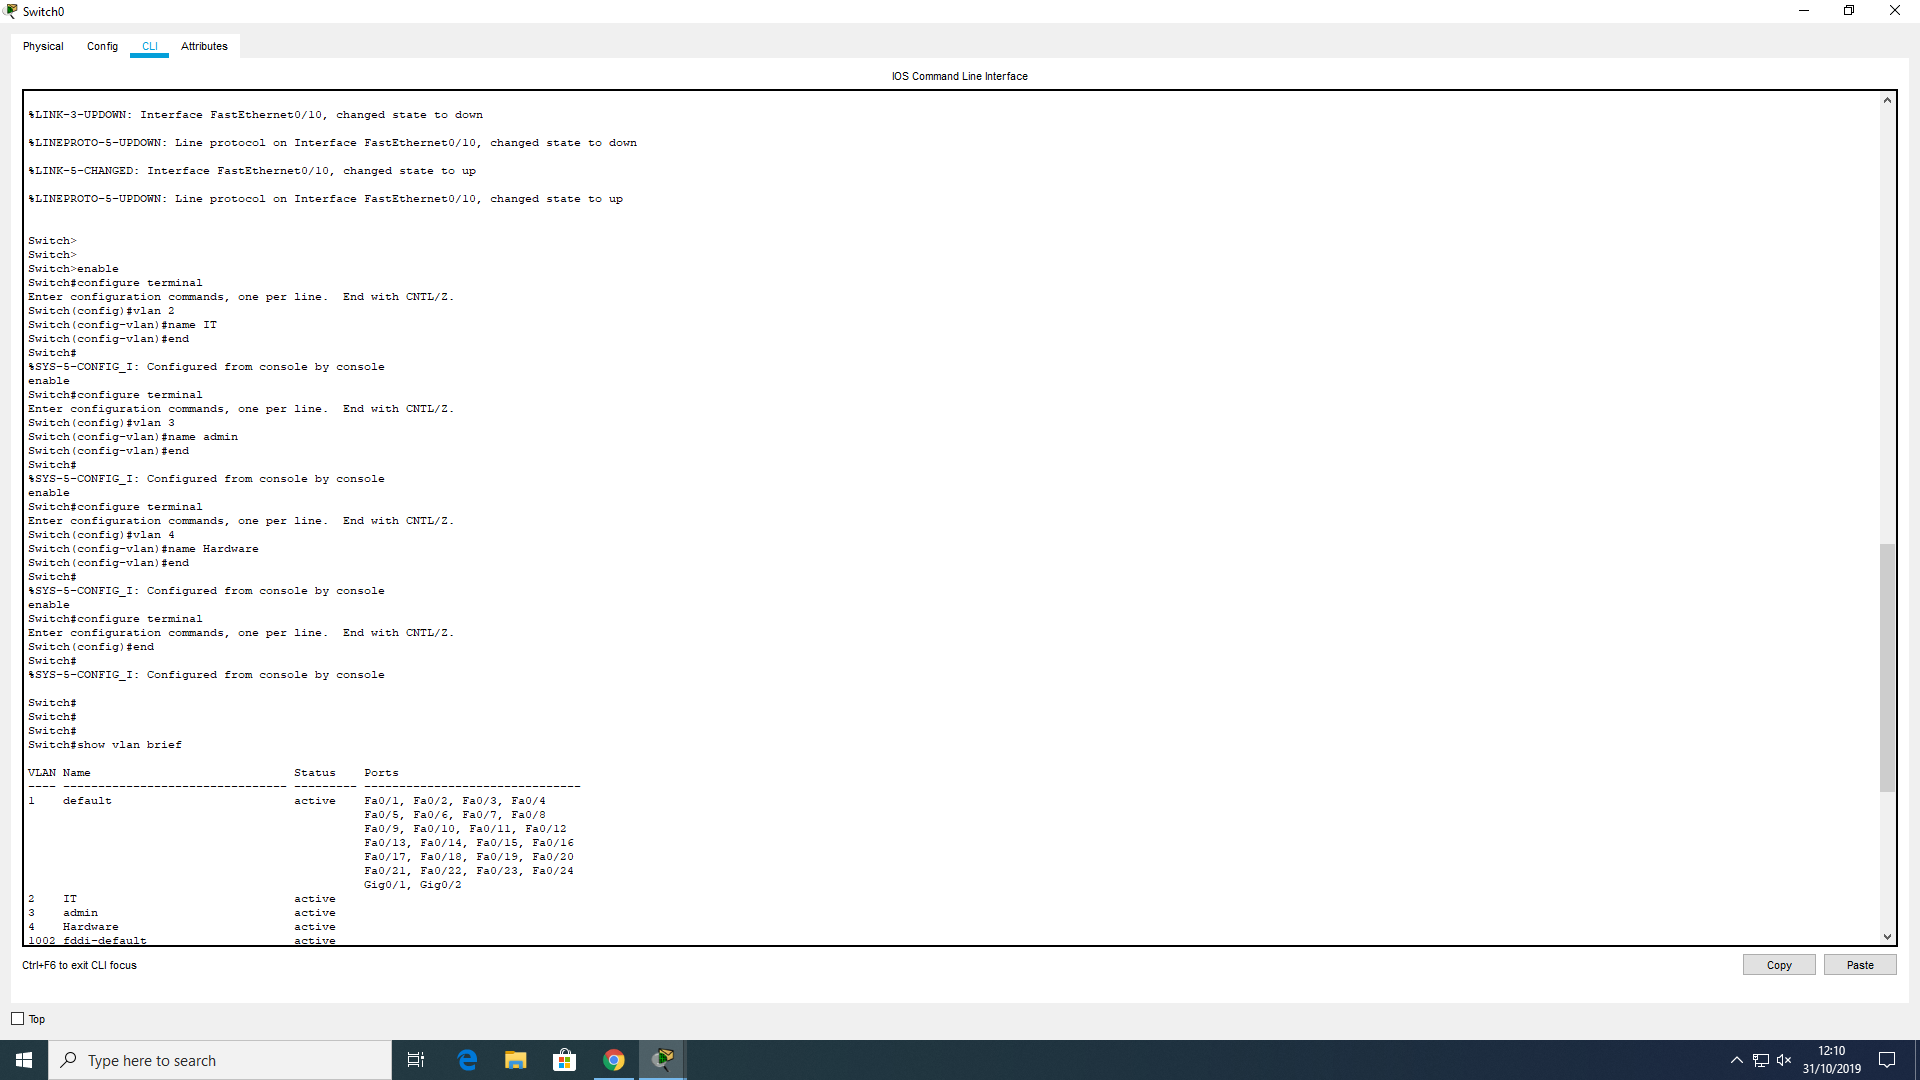 Switch0
Physical Config CLI Attributes
IOS Command Line Interface
%LINK-3-UPDOWN: Interface FastEthernet0/10, changed state to down
%LINEPROTO-5-UPDOWN: Line protocol on Interface FastEthernet0/10, changed state to down
%LINK-5-CHANGED: Interface FastEthernet0/10, changed state to up
%LINEPROTO-5-UPDOWN: Line protocol on Interface FastEthernet0/10, changed state to up
Switch>
Switch>
Switch>enable
Switch#configure terminal
Enter configuration commands, one per line.  End with CNTL/Z.
Switch(config)#vlan 2
Switch(config-vlan)#name IT
Switch(config-vlan)#end
Switch#
%SYS-5-CONFIG_I: Configured from console by console
enable
Switch#configure terminal
Enter configuration commands, one per line.  End with CNTL/Z.
Switch(config)#vlan 3
Switch(config-vlan)#name admin
Switch(config-vlan)#end
Switch#
%SYS-5-CONFIG_I: Configured from console by console
enable
Switch#configure terminal
Enter configuration commands, one per line.  End with CNTL/Z.
Switch(config)#vlan 4
Switch(config-vlan)#name Hardware
Switch(config-vlan)#end
Switch#
%SYS-5-CONFIG_I: Configured from console by console
enable
Switch#configure terminal
Enter configuration commands, one per line.  End with CNTL/Z.
Switch(config)#end
Switch#
%SYS-5-CONFIG_I: Configured from console by console
Switch#
Switch#
Switch#
Switch#show vlan brief
VLAN Name                             Status    Ports
---- -------------------------------- --------- -------------------------------
1    default                          active    Fa0/1, Fa0/2, Fa0/3, Fa0/4
                                                Fa0/5, Fa0/6, Fa0/7, Fa0/8
                                                Fa0/9, Fa0/10, Fa0/11, Fa0/12
                                                Fa0/13, Fa0/14, Fa0/15, Fa0/16
                                                Fa0/17, Fa0/18, Fa0/19, Fa0/20
                                                Fa0/21, Fa0/22, Fa0/23, Fa0/24
                                                Gig0/1, Gig0/2
2    IT                               active
3    admin                            active
4    Hardware                         active
1002 fddi-default                     active
Ctrl+F6 to exit CLI focus
Copy Paste
Top
Type here to search
12:10
31/10/2019